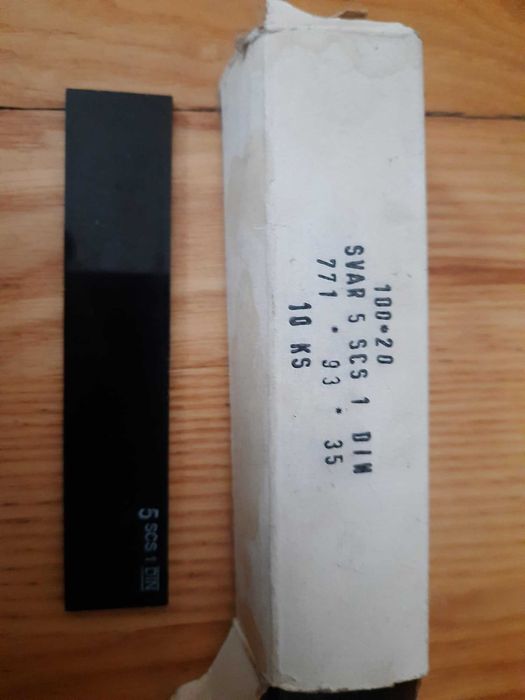 100*20
SVAR 5 SCS 1 DIN
771 * 93 * 35
10 KS
5 SCS 1 DIN